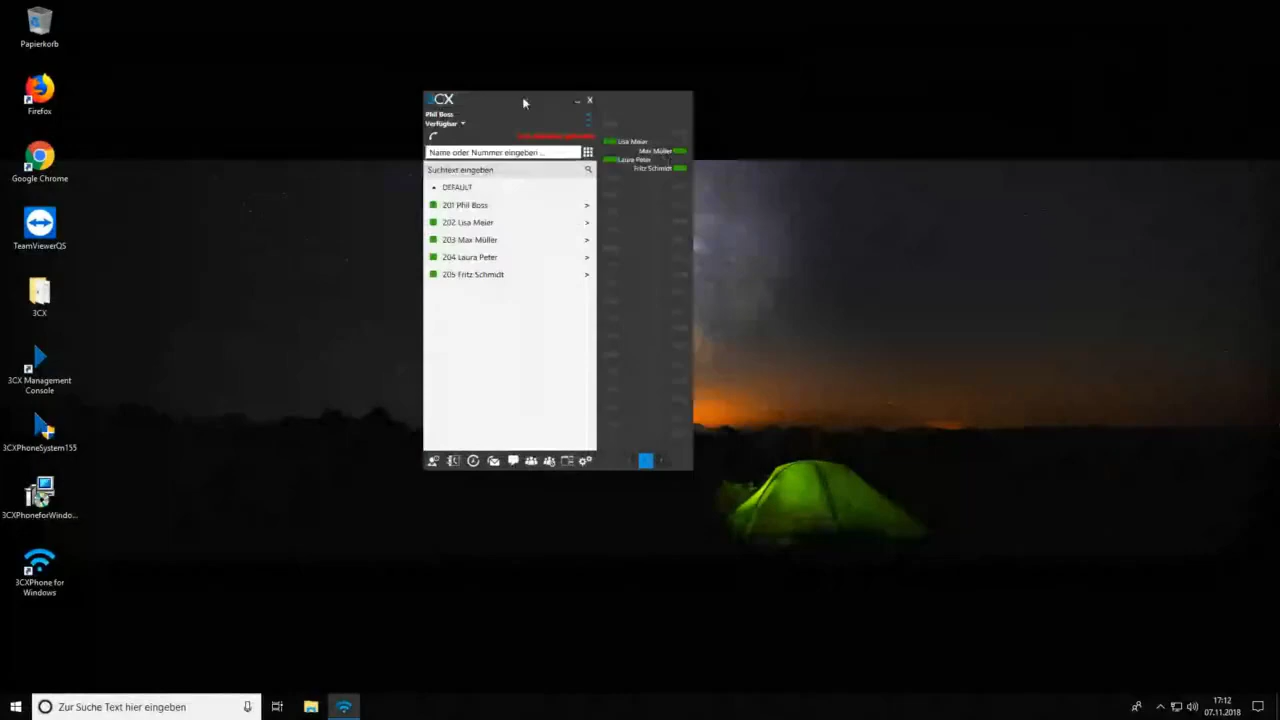 Papierkorb
Firefox
Google Chrome
TeamViewerQS
3CX
3CX Management
Console
3CXPhoneSystem155
3CXPhoneforWindo...
3CXPhone for
Windows
3CX
Phil Boss
Verfügbar
Name oder Nummer eingeben ...
Suchtext eingeben
DEFAULT
201 Phil Boss >
202 Lisa Meier >
203 Max Müller >
204 Laura Peter >
205 Fritz Schmidt >
Lisa Meier
Max Müller
Laura Peter
Fritz Schmidt
Zur Suche Text hier eingeben
17:12
07.11.2018